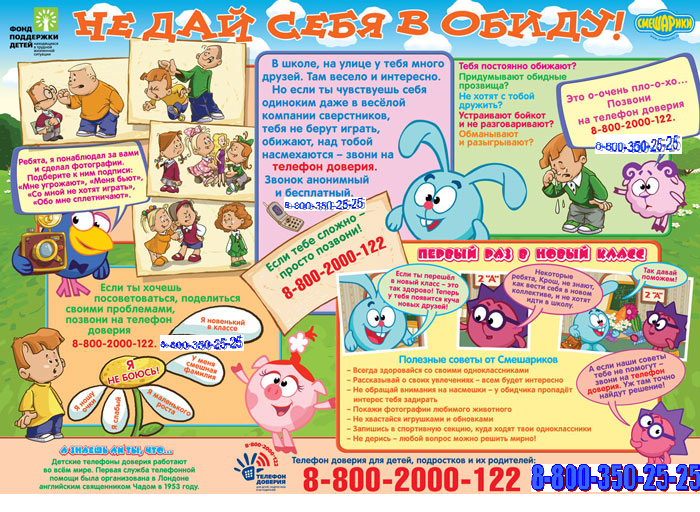 ФОНД
ПОДДЕРЖКИ
ДЕТЕЙ
находящихся
в трудной
жизненной
ситуации
НЕ ДАЙ СЕБЯ В ОБИДУ!
СМЕШАРИКИ
Ребята, я понаблюдал за вами
и сделал фотографии.
Подберите к ним подписи:
«Мне угрожают», «Меня бьют»,
«Со мной не хотят играть»,
«Обо мне сплетничают».
В школе, на улице у тебя много
друзей. Там весело и интересно.
Но если ты чувствуешь себя
одиноким даже в весёлой
компании сверстников,
тебя не берут играть,
обижают, над тобой
насмехаются – звони на
телефон доверия.
Звонок анонимный
и бесплатный.
8-800-350-25-25
Тебя постоянно обижают?
Придумывают обидные
прозвища?
Не хотят с тобой
дружить?
Устраивают бойкот
и не разговаривают?
Обманывают
и разыгрывают?
Это о-очень пло-о-хо...
Позвони
на телефон доверия
8-800-2000-122.
8-800-350-25-25
Если тебе сложно –
просто позвони!
8-800-2000-122
Если ты хочешь
посоветоваться, поделиться
своими проблемами,
позвони на телефон
доверия
8-800-2000-122.
8-800-350-25-25
Я новенький
в классе
Я
НЕ БОЮСЬ!
У меня
смешная
фамилия
Я ношу
очки
Я слабый
Я маленького
роста
ПЕРВЫЙ РАЗ В НОВЫЙ КЛАСС
Если ты перешёл
в новый класс – это
так здорово! Теперь
у тебя появится куча
новых друзей!
2 "А"
Некоторые
ребята, Крош, не знают,
как вести себя в новом
коллективе, и не хотят
идти в школу.
Так давай
поможем!
2 "А"
Полезные советы от Смешариков
– Всегда здоровайся со своими одноклассниками
– Рассказывай о своих увлечениях – всем будет интересно
– Не обращай внимания на насмешки – у обидчика пропадёт
интерес тебя задирать
– Покажи фотографии любимого животного
– Не хвастайся игрушками и обновками
– Запишись в спортивную секцию, куда ходят твои одноклассники
– Не дерись – любой вопрос можно решить мирно!
А если наши советы
тебе не помогут –
звони на телефон
доверия. Уж там точно
найдут решение!
А ЗНАЕШЬ ЛИ ТЫ, ЧТО...
Детские телефоны доверия работают
во всём мире. Первая служба телефонной
помощи была организована в Лондоне
английским священником Чадом в 1953 году.
8-800-2000-122
ТЕЛЕФОН
ДОВЕРИЯ
Телефон доверия для детей, подростков и их родителей:
8-800-2000-122
8-800-350-25-25